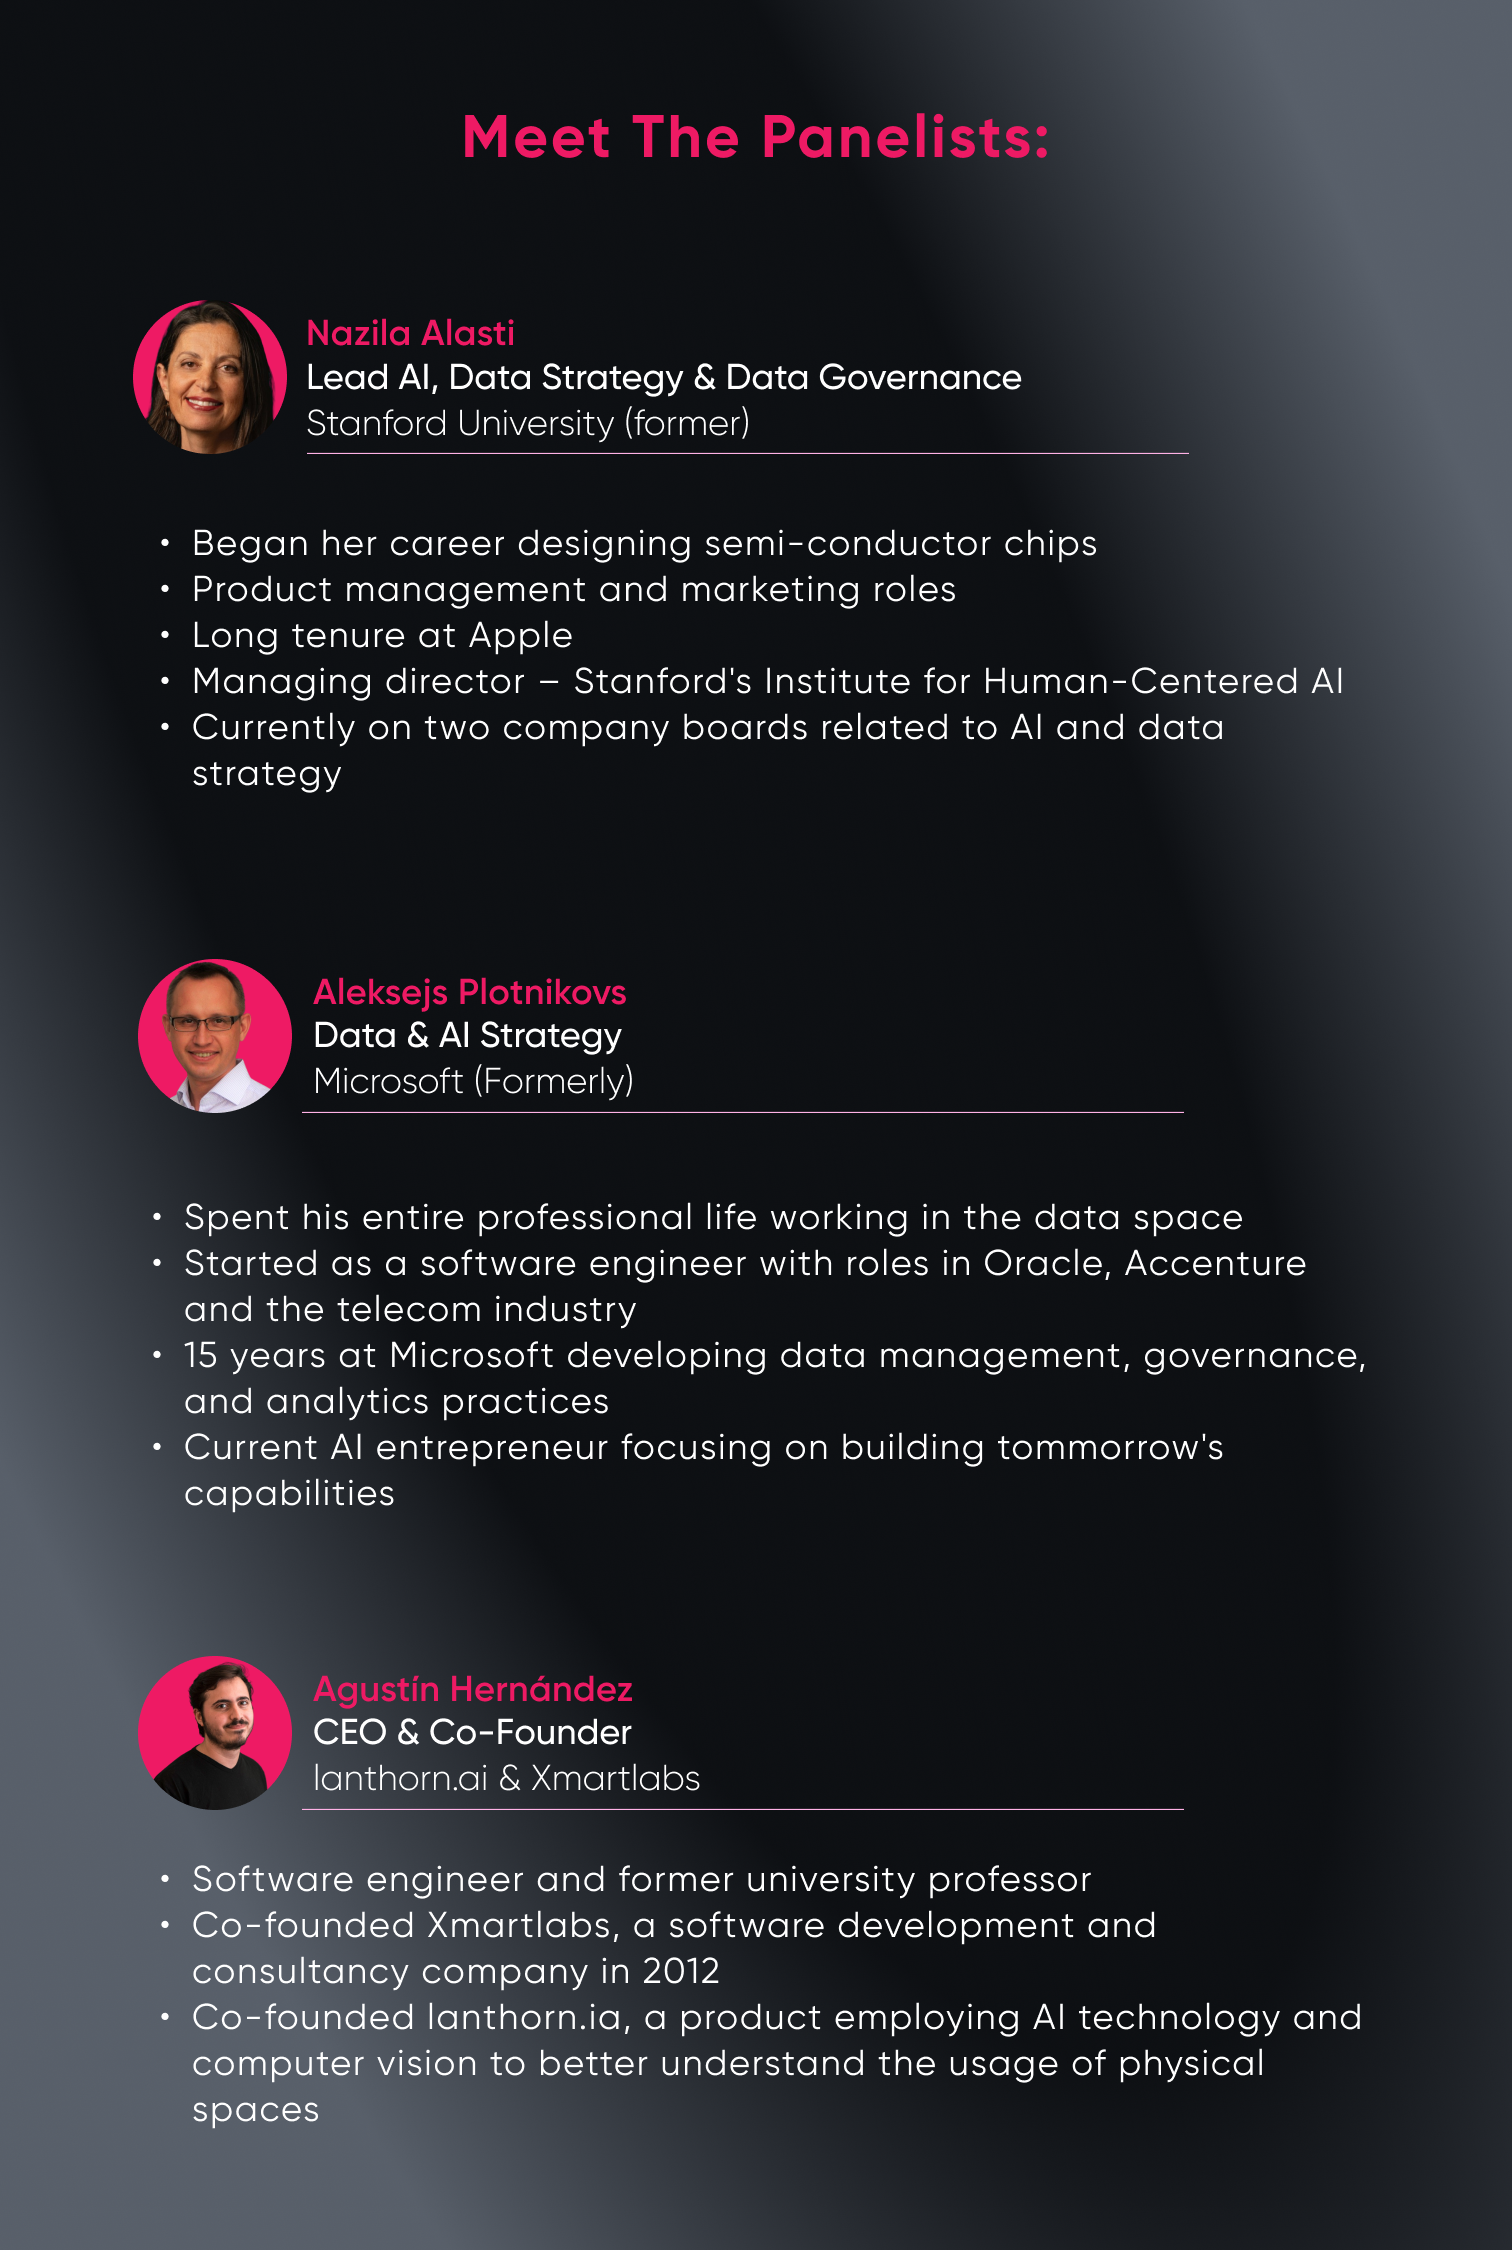 Meet The Panelists:
Nazila Alasti
Lead AI, Data Strategy & Data Governance
Stanford University (former)
• Began her career designing semi-conductor chips
• Product management and marketing roles
• Long tenure at Apple
• Managing director – Stanford's Institute for Human-Centered AI
• Currently on two company boards related to AI and data
strategy
Aleksejs Plotnikovs
Data & AI Strategy
Microsoft (Formerly)
• Spent his entire professional life working in the data space
• Started as a software engineer with roles in Oracle, Accenture
and the telecom industry
• 15 years at Microsoft developing data management, governance,
and analytics practices
• Current AI entrepreneur focusing on building tommorrow's
capabilities
Agustín Hernández
CEO & Co-Founder
lanthorn.ai & Xmartlabs
• Software engineer and former university professor
• Co-founded Xmartlabs, a software development and
consultancy company in 2012
• Co-founded lanthorn.ia, a product employing AI technology and
computer vision to better understand the usage of physical
spaces